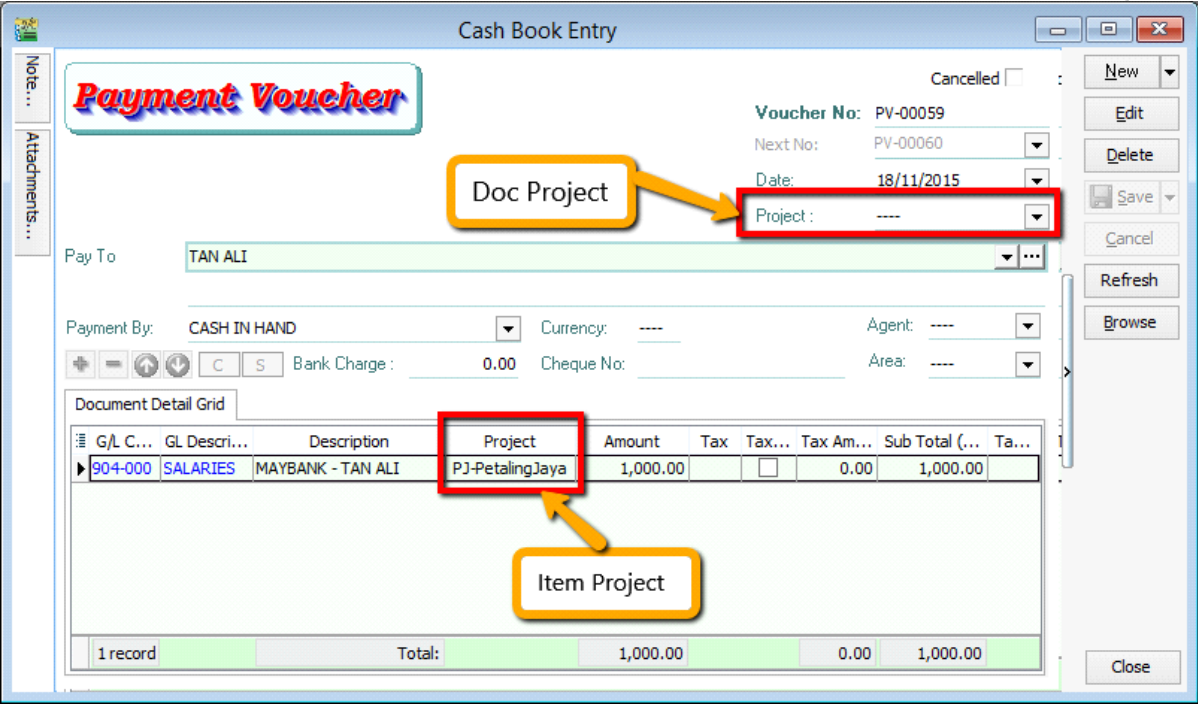 Cash Book Entry
Note...
Attachments...
Payment Voucher
Cancelled
Voucher No: PV-00059
Next No: PV-00060
Date: 18/11/2015
Project : ----
Doc Project
Pay To TAN ALI
Payment By: CASH IN HAND Currency: ---- Agent: ----
C S Bank Charge : 0.00 Cheque No: Area: ----
Document Detail Grid
G/L C... GL Descri... Description Project Amount Tax Tax... Tax Am... Sub Total (... Ta...
904-000 SALARIES MAYBANK - TAN ALI PJ-PetalingJaya 1,000.00 0.00 1,000.00
Item Project
1 record Total: 1,000.00 0.00 1,000.00
New
Edit
Delete
Save
Cancel
Refresh
Browse
Close